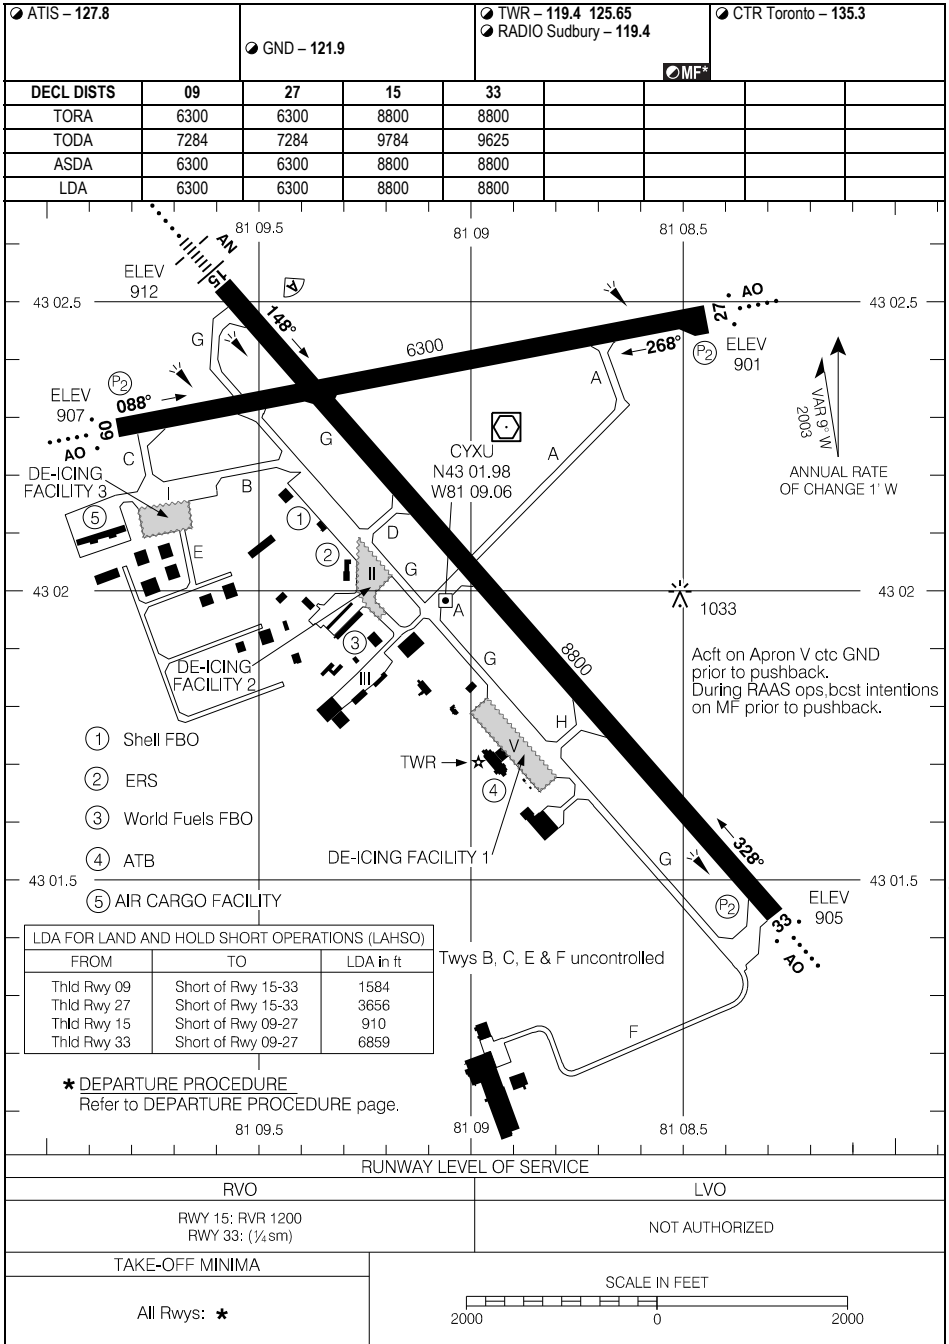 ATIS – 127.8
GND – 121.9
TWR – 119.4 125.65
RADIO Sudbury – 119.4
MF*
CTR Toronto – 135.3
DECL DISTS 09 27 15 33
TORA 6300 6300 8800 8800
TODA 7284 7284 9784 9625
ASDA 6300 6300 8800 8800
LDA 6300 6300 8800 8800
81 09.5 81 09 81 08.5
AN
ELEV
912
15
A
43 02.5 43 02.5
148°
G
6300
AO
27
268°
P2
ELEV
901
A
P2
088°
ELEV
907
09
AO
VAR 9° W
2003
ANNUAL RATE
OF CHANGE 1' W
G
C
CYXU
N43 01.98
W81 09.06
A
DE-ICING
FACILITY 3
I
B
5
1
D
E
2
II
G
43 02 43 02
A
1033
3
8800
G
DE-ICING
FACILITY 2
III
Acft on Apron V ctc GND
prior to pushback.
During RAAS ops,bcst intentions
on MF prior to pushback.
H
V
TWR
4
1 Shell FBO
2 ERS
3 World Fuels FBO
4 ATB
5 AIR CARGO FACILITY
DE-ICING FACILITY 1
G
328°
43 01.5 43 01.5
P2
ELEV
905
33
AO
LDA FOR LAND AND HOLD SHORT OPERATIONS (LAHSO)
FROM TO LDA in ft
Thld Rwy 09 Short of Rwy 15-33 1584
Thld Rwy 27 Short of Rwy 15-33 3656
Thld Rwy 15 Short of Rwy 09-27 910
Thld Rwy 33 Short of Rwy 09-27 6859
Twys B, C, E & F uncontrolled
F
* DEPARTURE PROCEDURE
Refer to DEPARTURE PROCEDURE page.
81 09.5 81 09 81 08.5
RUNWAY LEVEL OF SERVICE
RVO LVO
RWY 15: RVR 1200
RWY 33: (¼ sm)
NOT AUTHORIZED
TAKE-OFF MINIMA
All Rwys: *
SCALE IN FEET
2000 0 2000